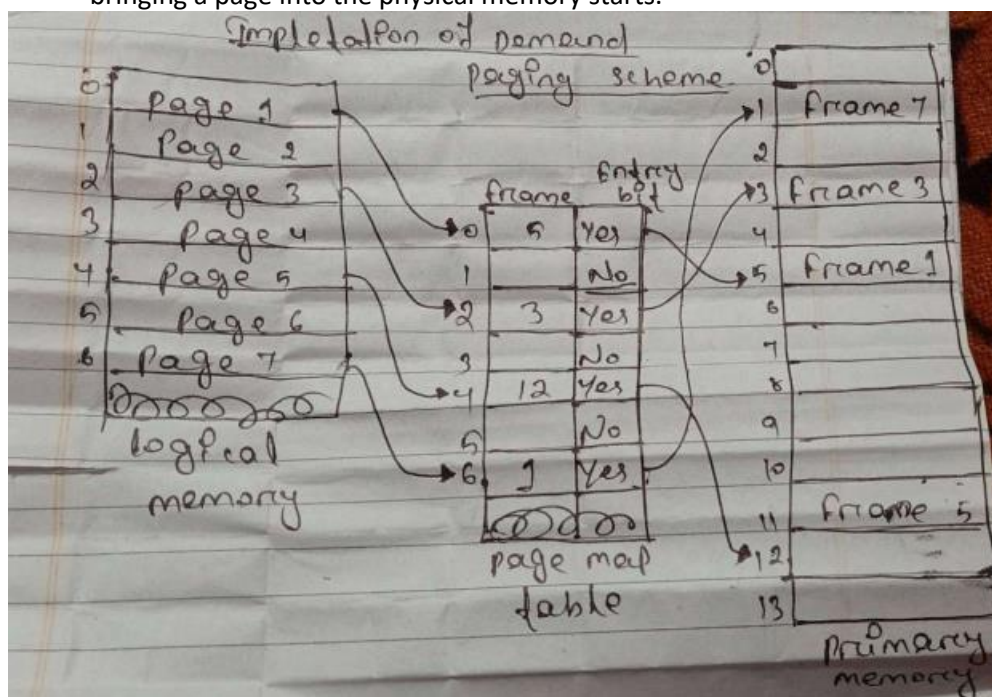 bringing a page into the physical memory starts.
Impletation of Demand
paging scheme
0 Page 1
1 Page 2
2 Page 3
3 Page 4
4 Page 5
5 Page 6
6 Page 7
logical
memory
frame Entry
bit
0 5 Yes
1 No
2 3 Yes
3 No
4 12 Yes
5 No
6 1 Yes
page map
table
0
1 frame 7
2
3 frame 3
4
5 frame 1
6
7
8
9
10
11 frame 5
12
13
Primary
memory